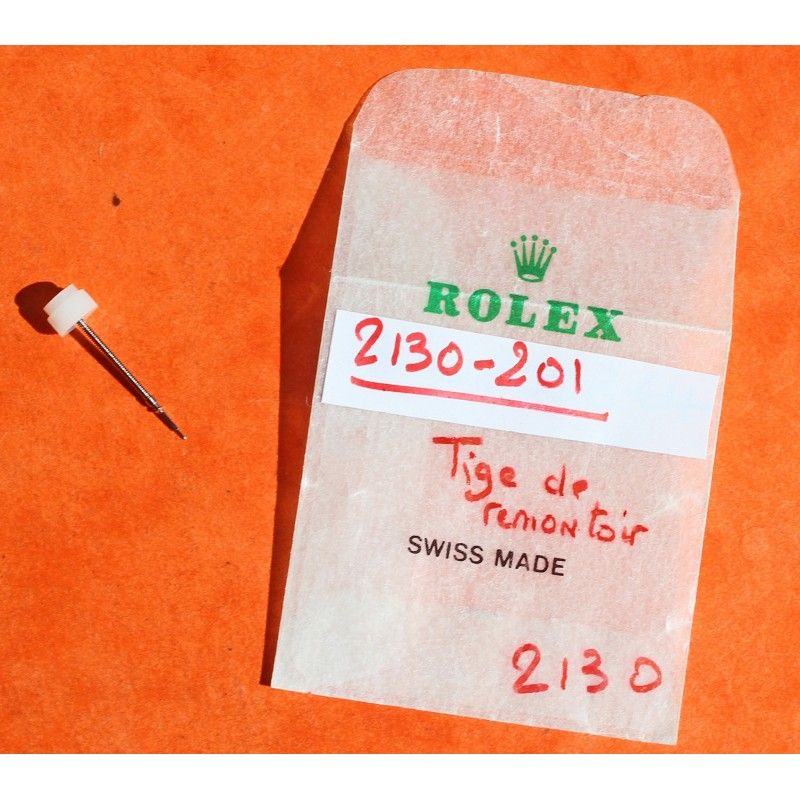 ROLEX
2130-201
Tige de
remontoir
SWISS MADE
2130